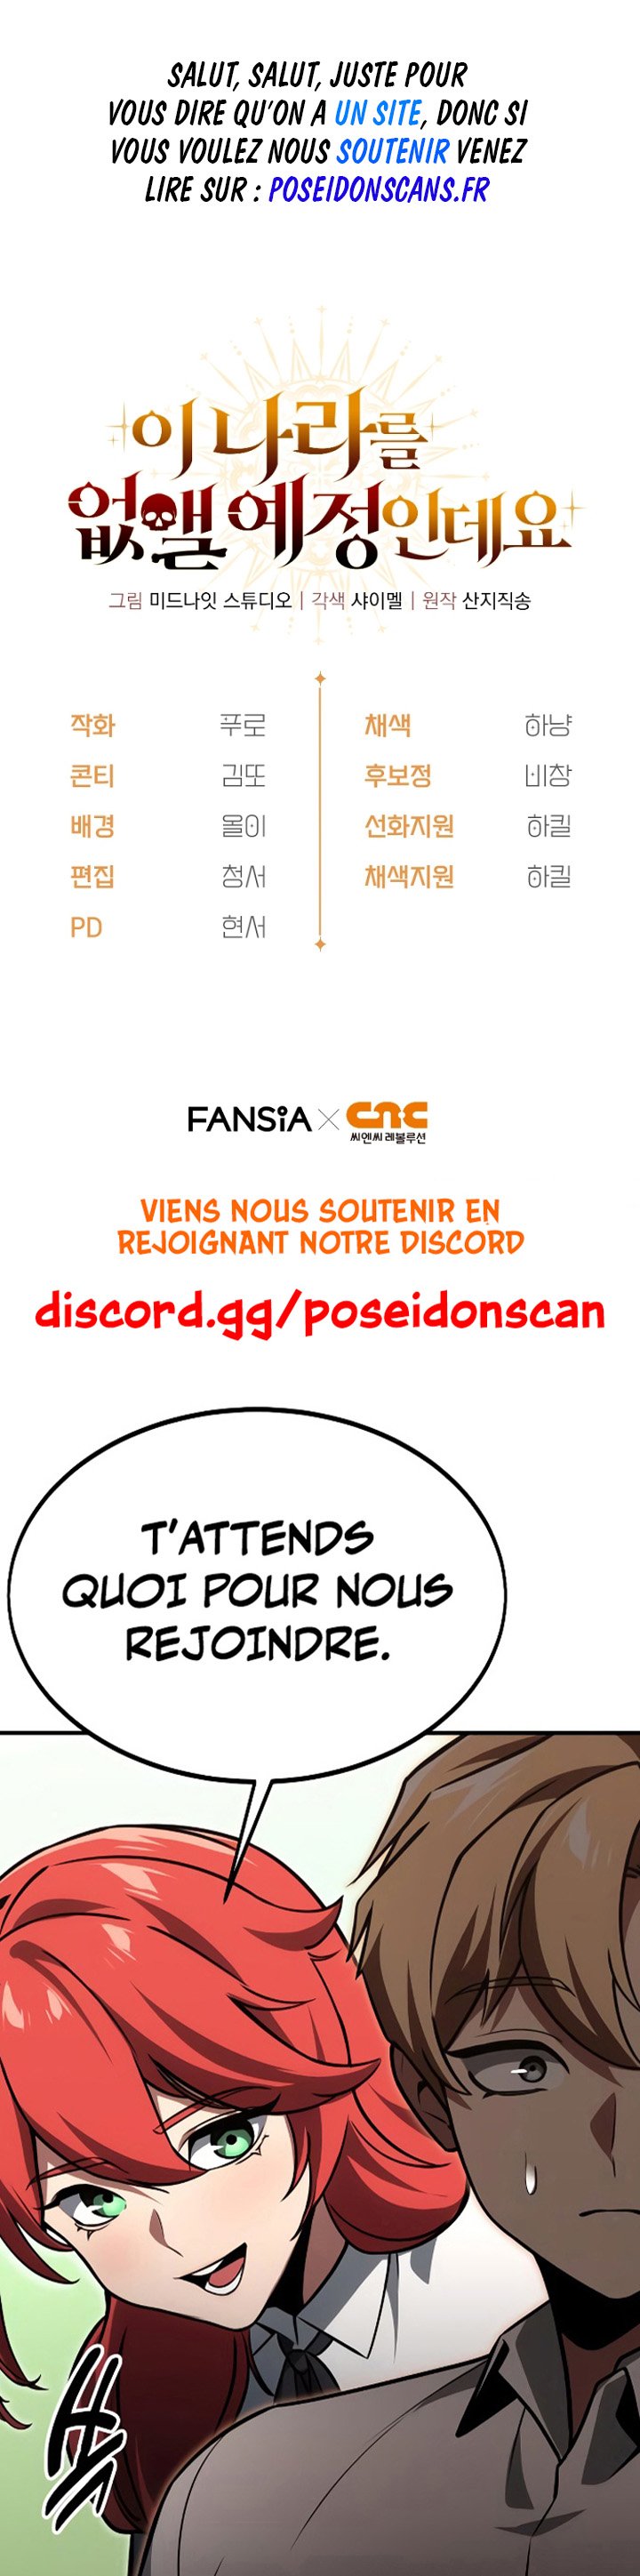 SALUT, SALUT, JUSTE POUR
VOUS DIRE QU'ON A UN SITE, DONC SI
VOUS VOULEZ NOUS SOUTENIR VENEZ
LIRE SUR : POSEIDONSCANS.FR
이 나라를
없앨 예정인데요
그림 미드나잇 스튜디오 | 각색 샤이멜 | 원작 산지직송
작화 푸로 채색 하냥
콘티 김또 후보정 비창
배경 올이 선화지원 하킬
편집 청서 채색지원 하킬
PD 현서
FANSIA × CRC
씨엔씨 레볼루션
VIENS NOUS SOUTENIR EN
REJOIGNANT NOTRE DISCORD
discord.gg/poseidonscan
T'ATTENDS
QUOI POUR NOUS
REJOINDRE.